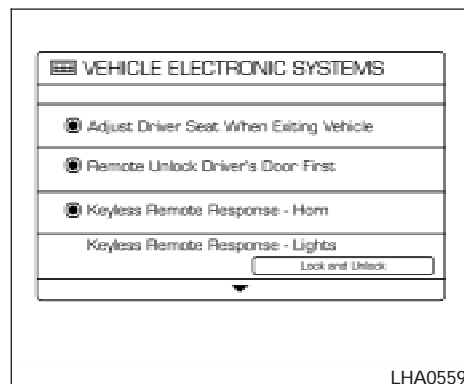 VEHICLE ELECTRONIC SYSTEMS
Adjust Driver Seat When Exiting Vehicle
Remote Unlock Driver's Door First
Keyless Remote Response - Horn
Keyless Remote Response - Lights
Lock and Unlock
LHA0559